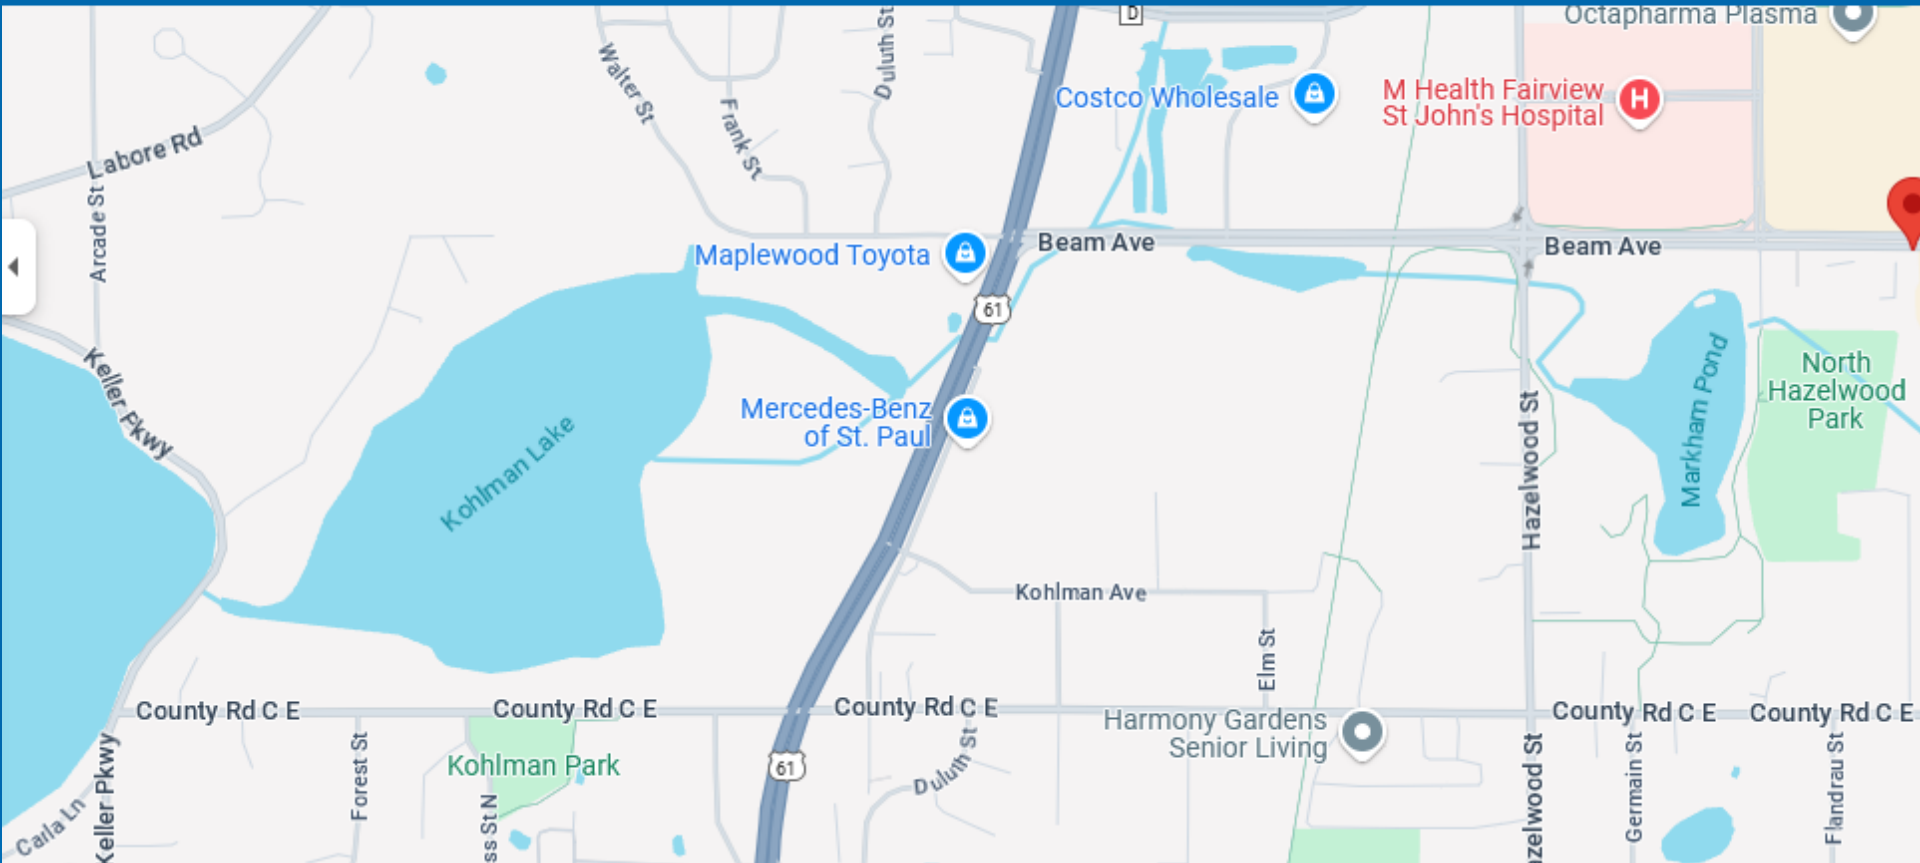 D
Octapharma Plasma
Walter St
Duluth St
Frank St
Costco Wholesale
M Health Fairview
St John's Hospital
H
Labore Rd
Arcade St
Maplewood Toyota
Beam Ave
Beam Ave
61
Keller Pkwy
Kohlman Lake
Mercedes-Benz
of St. Paul
Hazelwood St
Markham Pond
North
Hazelwood
Park
Kohlman Ave
Elm St
County Rd C E
County Rd C E
County Rd C E
County Rd C E
County Rd C E
Harmony Gardens
Senior Living
Kohlman Park
61
Duluth St
Forest St
Keller Pkwy
Carla Ln
ss St N
zelwood St
Germain St
Flandrau St